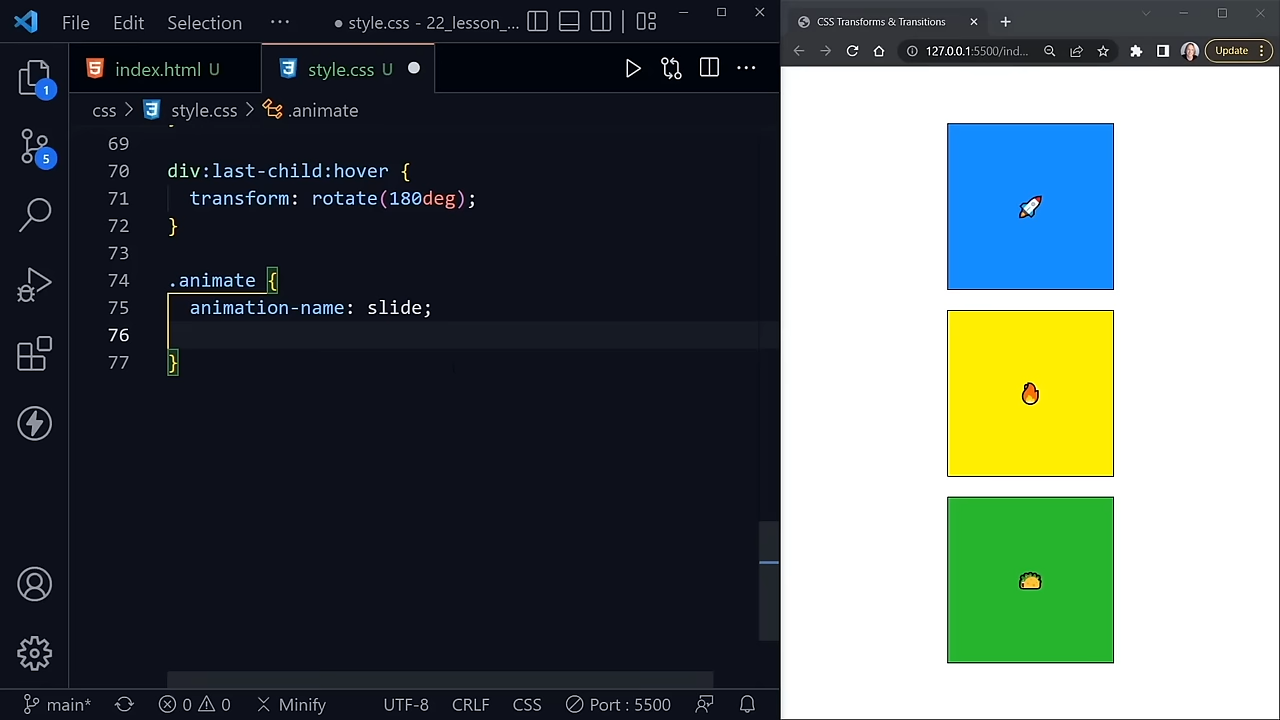 File Edit Selection ··· ● style.css - 22_lesson_...
index.html U
style.css U ●
css > style.css > .animate
69
70 div:last-child:hover {
71 transform: rotate(180deg);
72 }
73
74 .animate {
75 animation-name: slide;
76
77 }
1
5
main* 0 0 Minify UTF-8 CRLF CSS Port : 5500
CSS Transforms & Transitions
127.0.0.1:5500/ind... Update